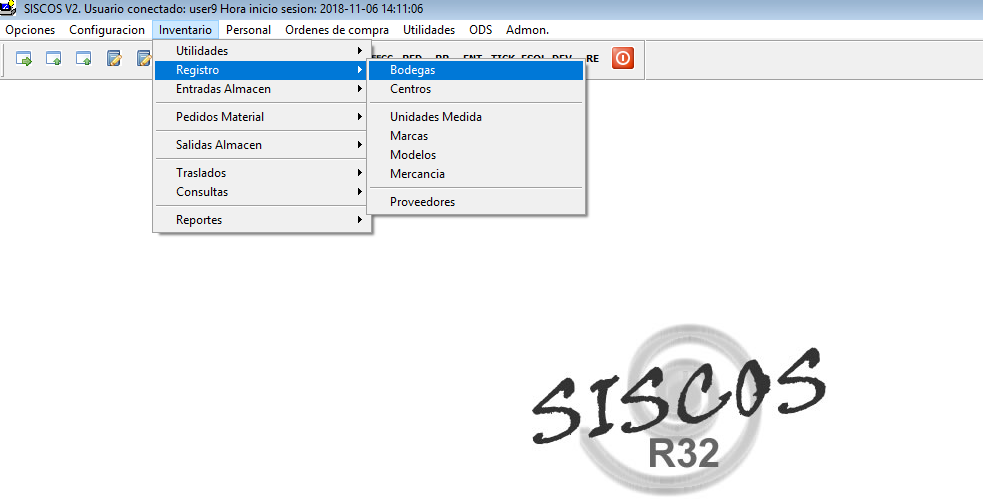 SISCOS V2. Usuario conectado: user9 Hora inicio sesion: 2018-11-06 14:11:06
Opciones Configuracion Inventario Personal Ordenes de compra Utilidades ODS Admon.
RE
Utilidades
Registro
Entradas Almacen
Pedidos Material
Salidas Almacen
Traslados
Consultas
Reportes
Bodegas
Centros
Unidades Medida
Marcas
Modelos
Mercancia
Proveedores
SISCOS
R32